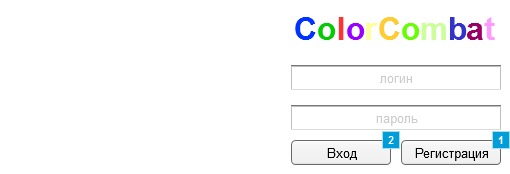 ColorCombat
логин
пароль
Вход 2 Регистрация 1